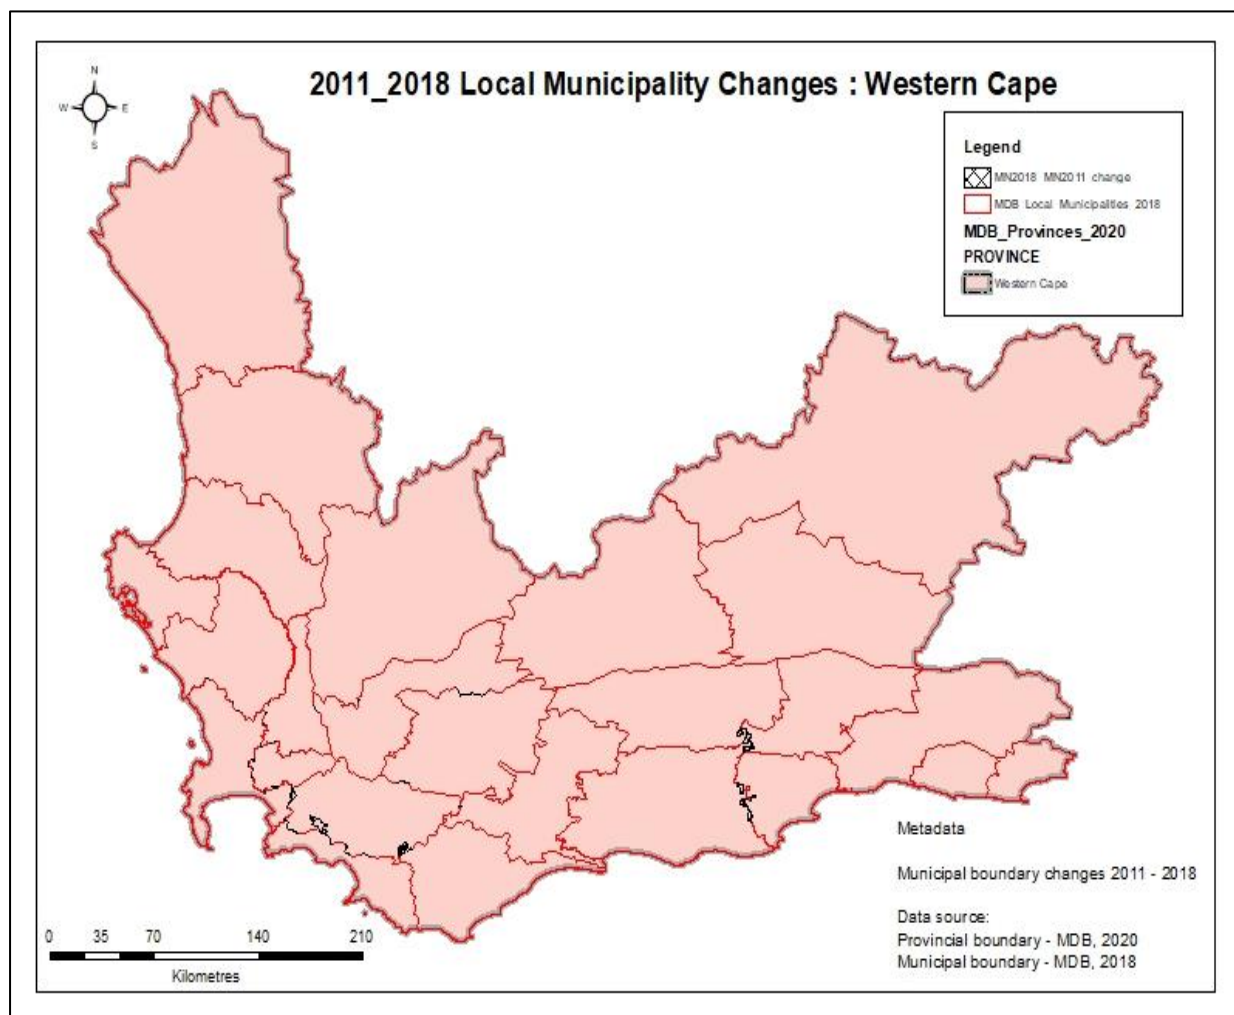 2011_2018 Local Municipality Changes : Western Cape
N
W E
S
Legend
MN2018 MN2011 change
MDB Local Municipalities 2018
MDB_Provinces_2020
PROVINCE
Western Cape
Metadata
Municipal boundary changes 2011 - 2018
Data source:
Provincial boundary - MDB, 2020
Municipal boundary - MDB, 2018
0 35 70 140 210
Kilometres